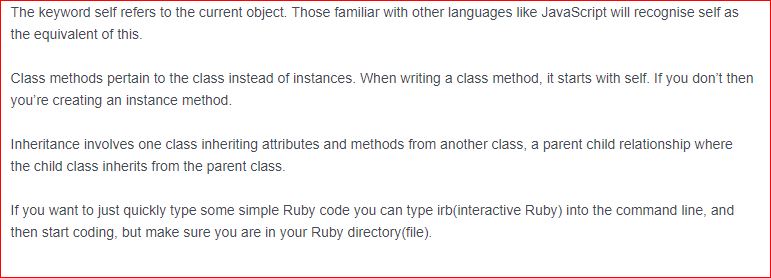 The keyword self refers to the current object. Those familiar with other languages like JavaScript will recognise self as
the equivalent of this.
Class methods pertain to the class instead of instances. When writing a class method, it starts with self. If you don't then
you're creating an instance method.
Inheritance involves one class inheriting attributes and methods from another class, a parent child relationship where
the child class inherits from the parent class.
If you want to just quickly type some simple Ruby code you can type irb(interactive Ruby) into the command line, and
then start coding, but make sure you are in your Ruby directory(file).